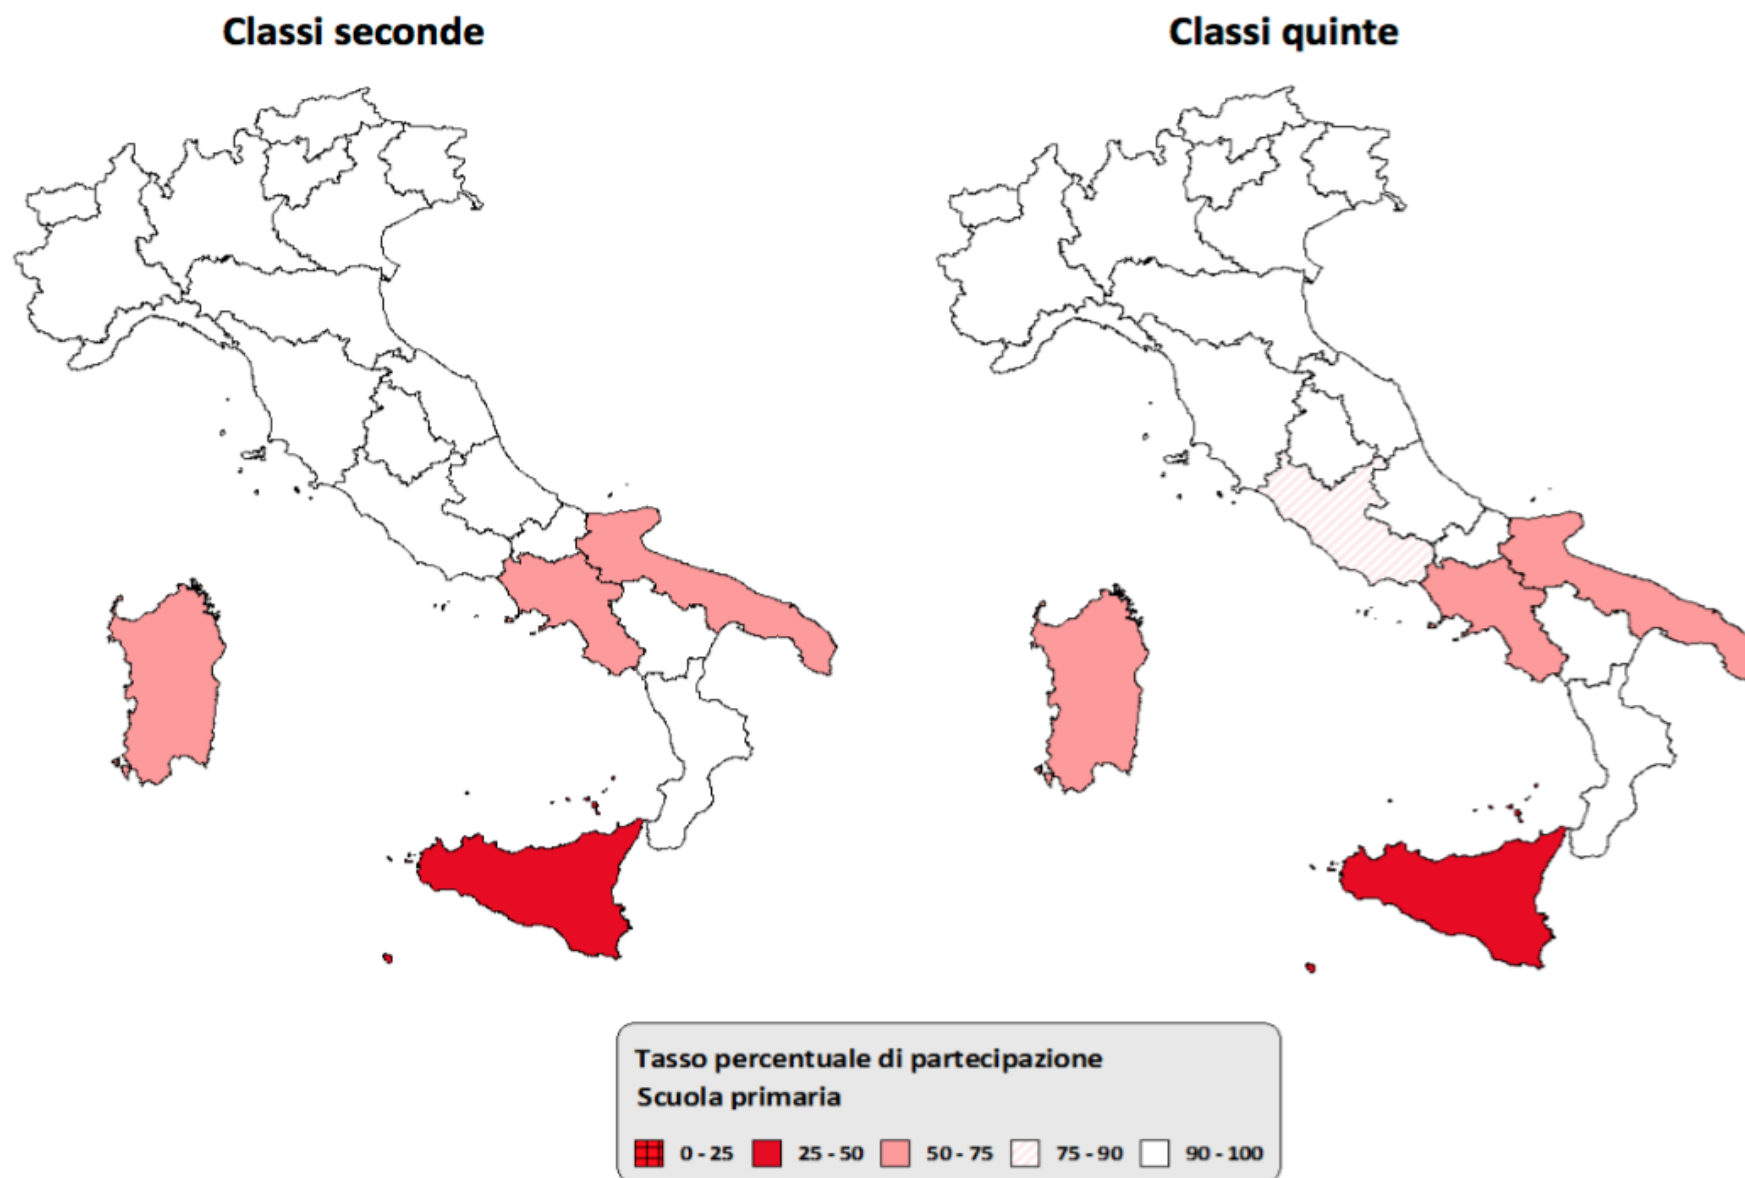 Classi seconde
Classi quinte
Tasso percentuale di partecipazione
Scuola primaria
0 - 25
25 - 50
50 - 75
75 - 90
90 - 100